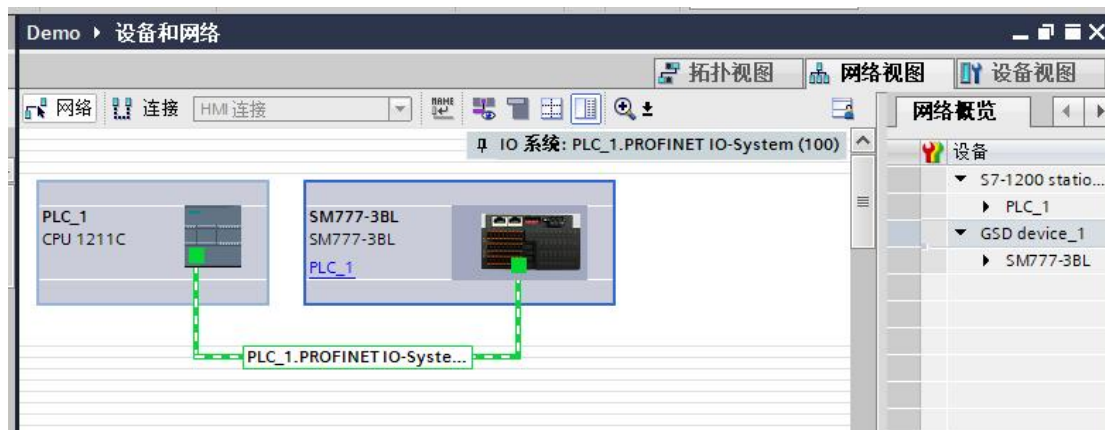 Demo 设备和网络
拓扑视图 网络视图 设备视图
网络 连接 HMI 连接
网络概览
IO 系统: PLC_1.PROFINET IO-System (100)
设备
S7-1200 statio...
PLC_1
GSD device_1
SM777-3BL
PLC_1
CPU 1211C
SM777-3BL
SM777-3BL
PLC_1
PLC_1.PROFINET IO-Syste...